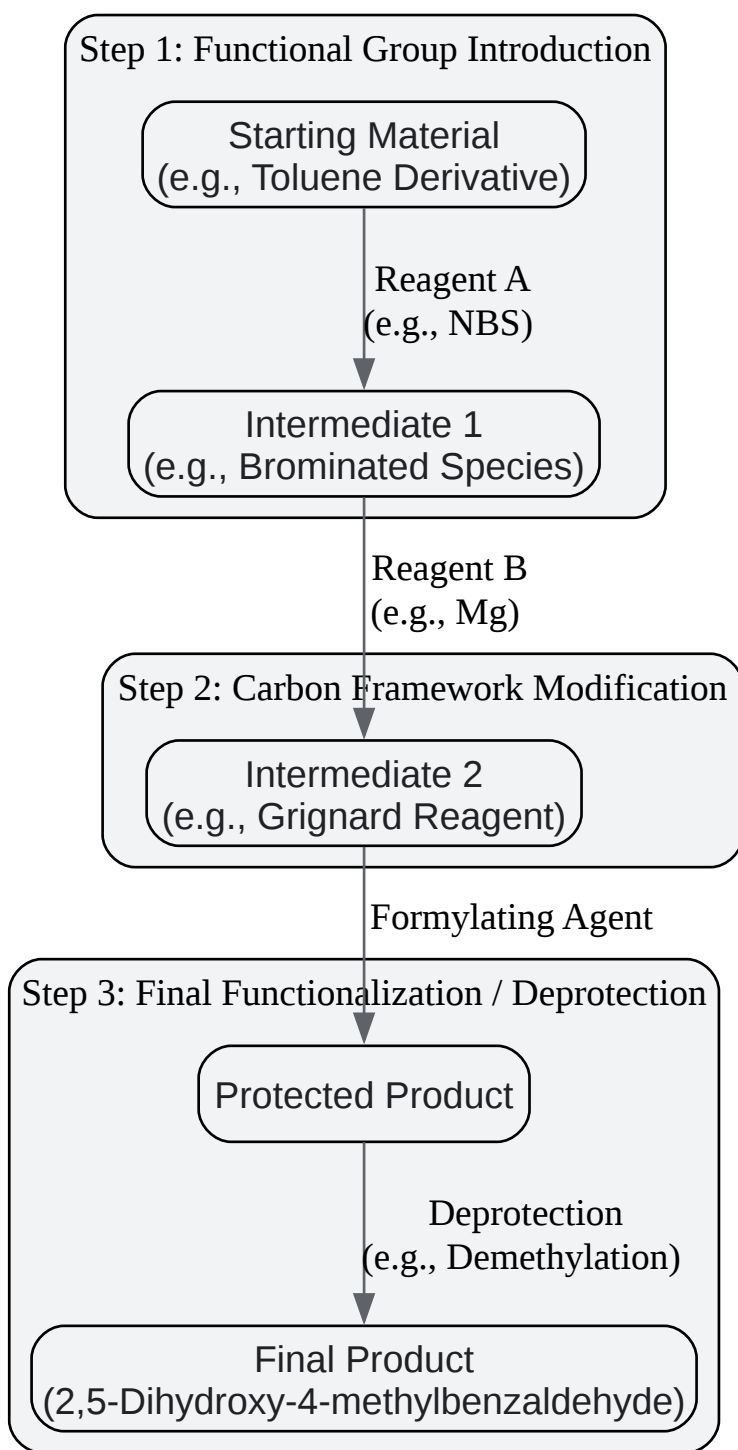 Step 1: Functional Group Introduction
Starting Material
(e.g., Toluene Derivative)
Reagent A
(e.g., NBS)
Intermediate 1
(e.g., Brominated Species)
Reagent B
(e.g., Mg)
Step 2: Carbon Framework Modification
Intermediate 2
(e.g., Grignard Reagent)
Formylating Agent
Step 3: Final Functionalization / Deprotection
Protected Product
Deprotection
(e.g., Demethylation)
Final Product
(2,5-Dihydroxy-4-methylbenzaldehyde)